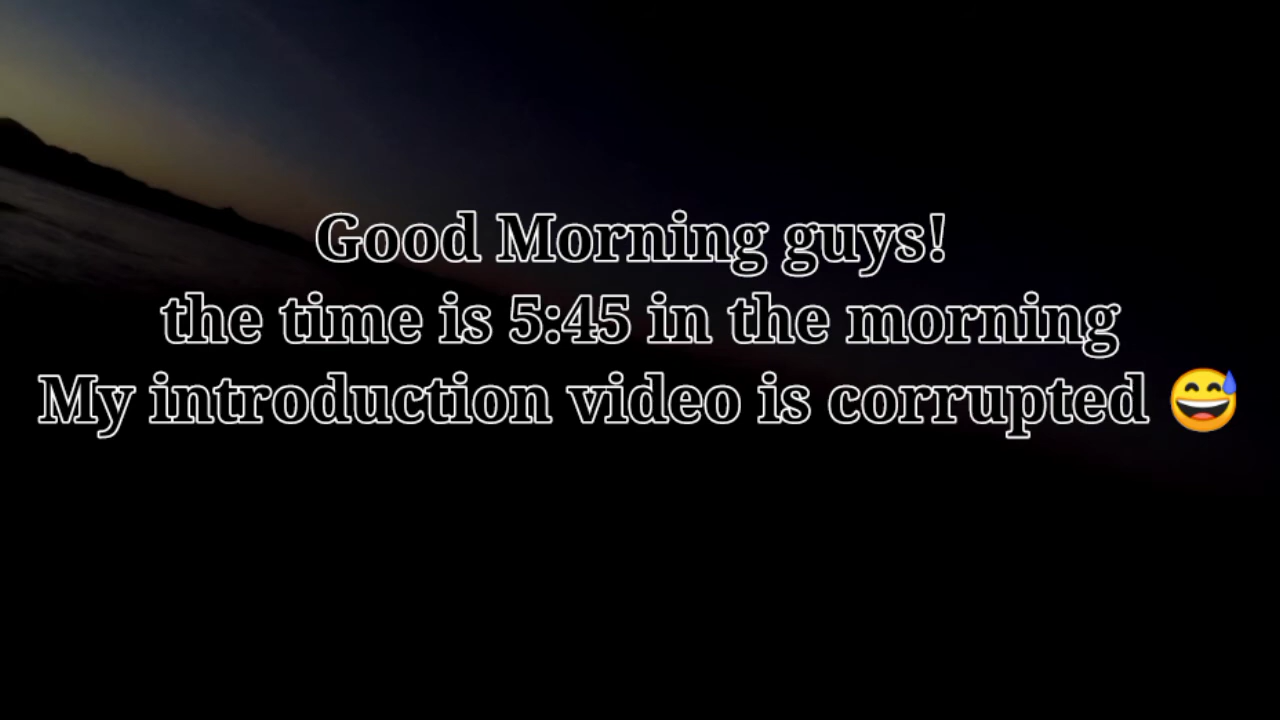 Good Morning guys!
the time is 5:45 in the morning
My introduction video is corrupted 😅